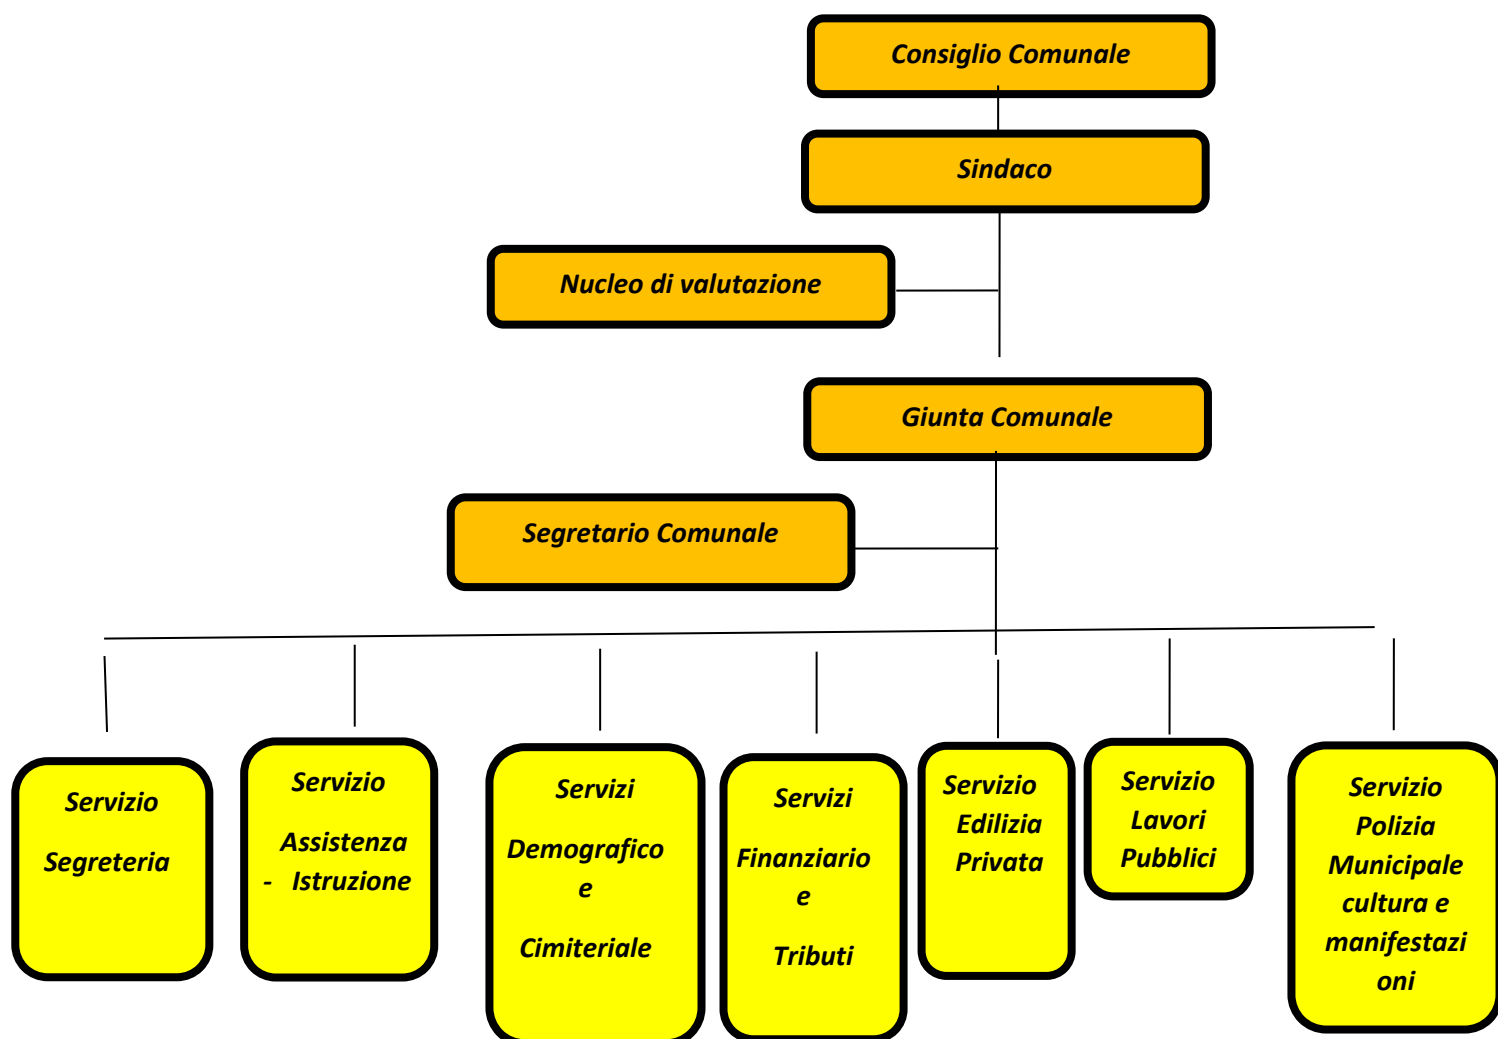 Consiglio Comunale
Sindaco
Nucleo di valutazione
Giunta Comunale
Segretario Comunale
Servizio
Segreteria
Servizio
Assistenza
- Istruzione
Servizi
Demografico
e
Cimiteriale
Servizi
Finanziario e
Tributi
Servizio
Edilizia
Privata
Servizio
Lavori
Pubblici
Servizio
Polizia
Municipale
cultura e
manifestazi
oni